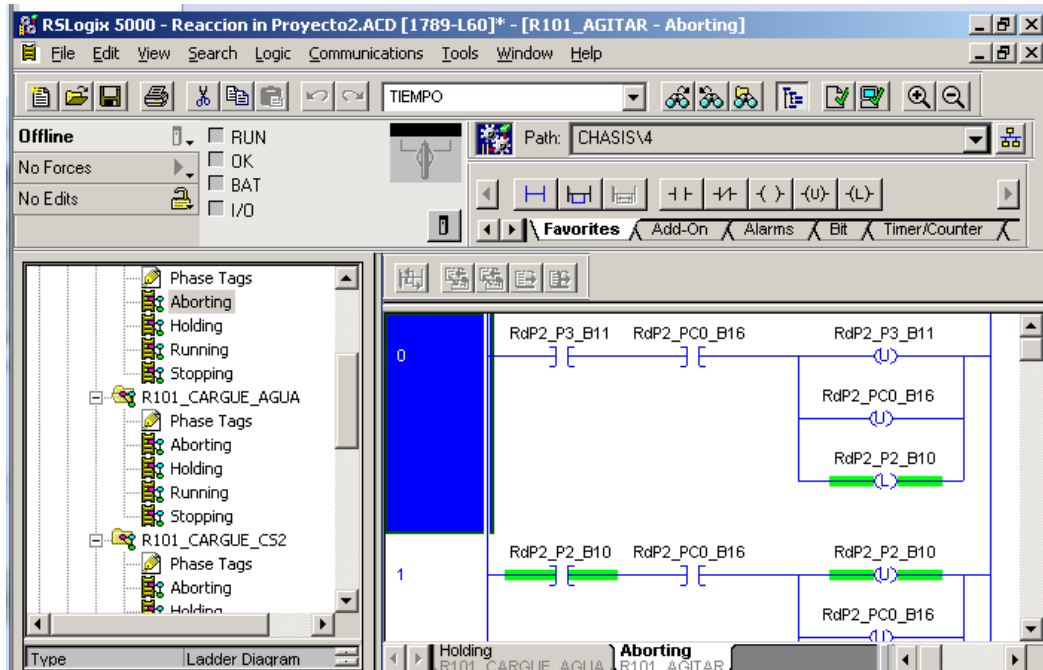 RSLogix 5000 - Reaccion in Proyecto2.ACD [1789-L60]* - [R101_AGITAR - Aborting]
File Edit View Search Logic Communications Tools Window Help
TIEMPO
Offline
RUN
No Forces
OK
No Edits
BAT
I/O
Path: CHASIS\4
Favorites Add-On Alarms Bit Timer/Counter
Phase Tags
Aborting
Holding
Running
Stopping
R101_CARGUE_AGUA
Phase Tags
Aborting
Holding
Running
Stopping
R101_CARGUE_CS2
Phase Tags
Aborting
Holding
Type Ladder Diagram
0
RdP2_P3_B11 RdP2_PC0_B16 RdP2_P3_B11
U
RdP2_PC0_B16
U
RdP2_P2_B10
L
1
RdP2_P2_B10 RdP2_PC0_B16 RdP2_P2_B10
U
RdP2_PC0_B16
Holding
R101_CARGUE_AGUA
Aborting
R101_AGITAR